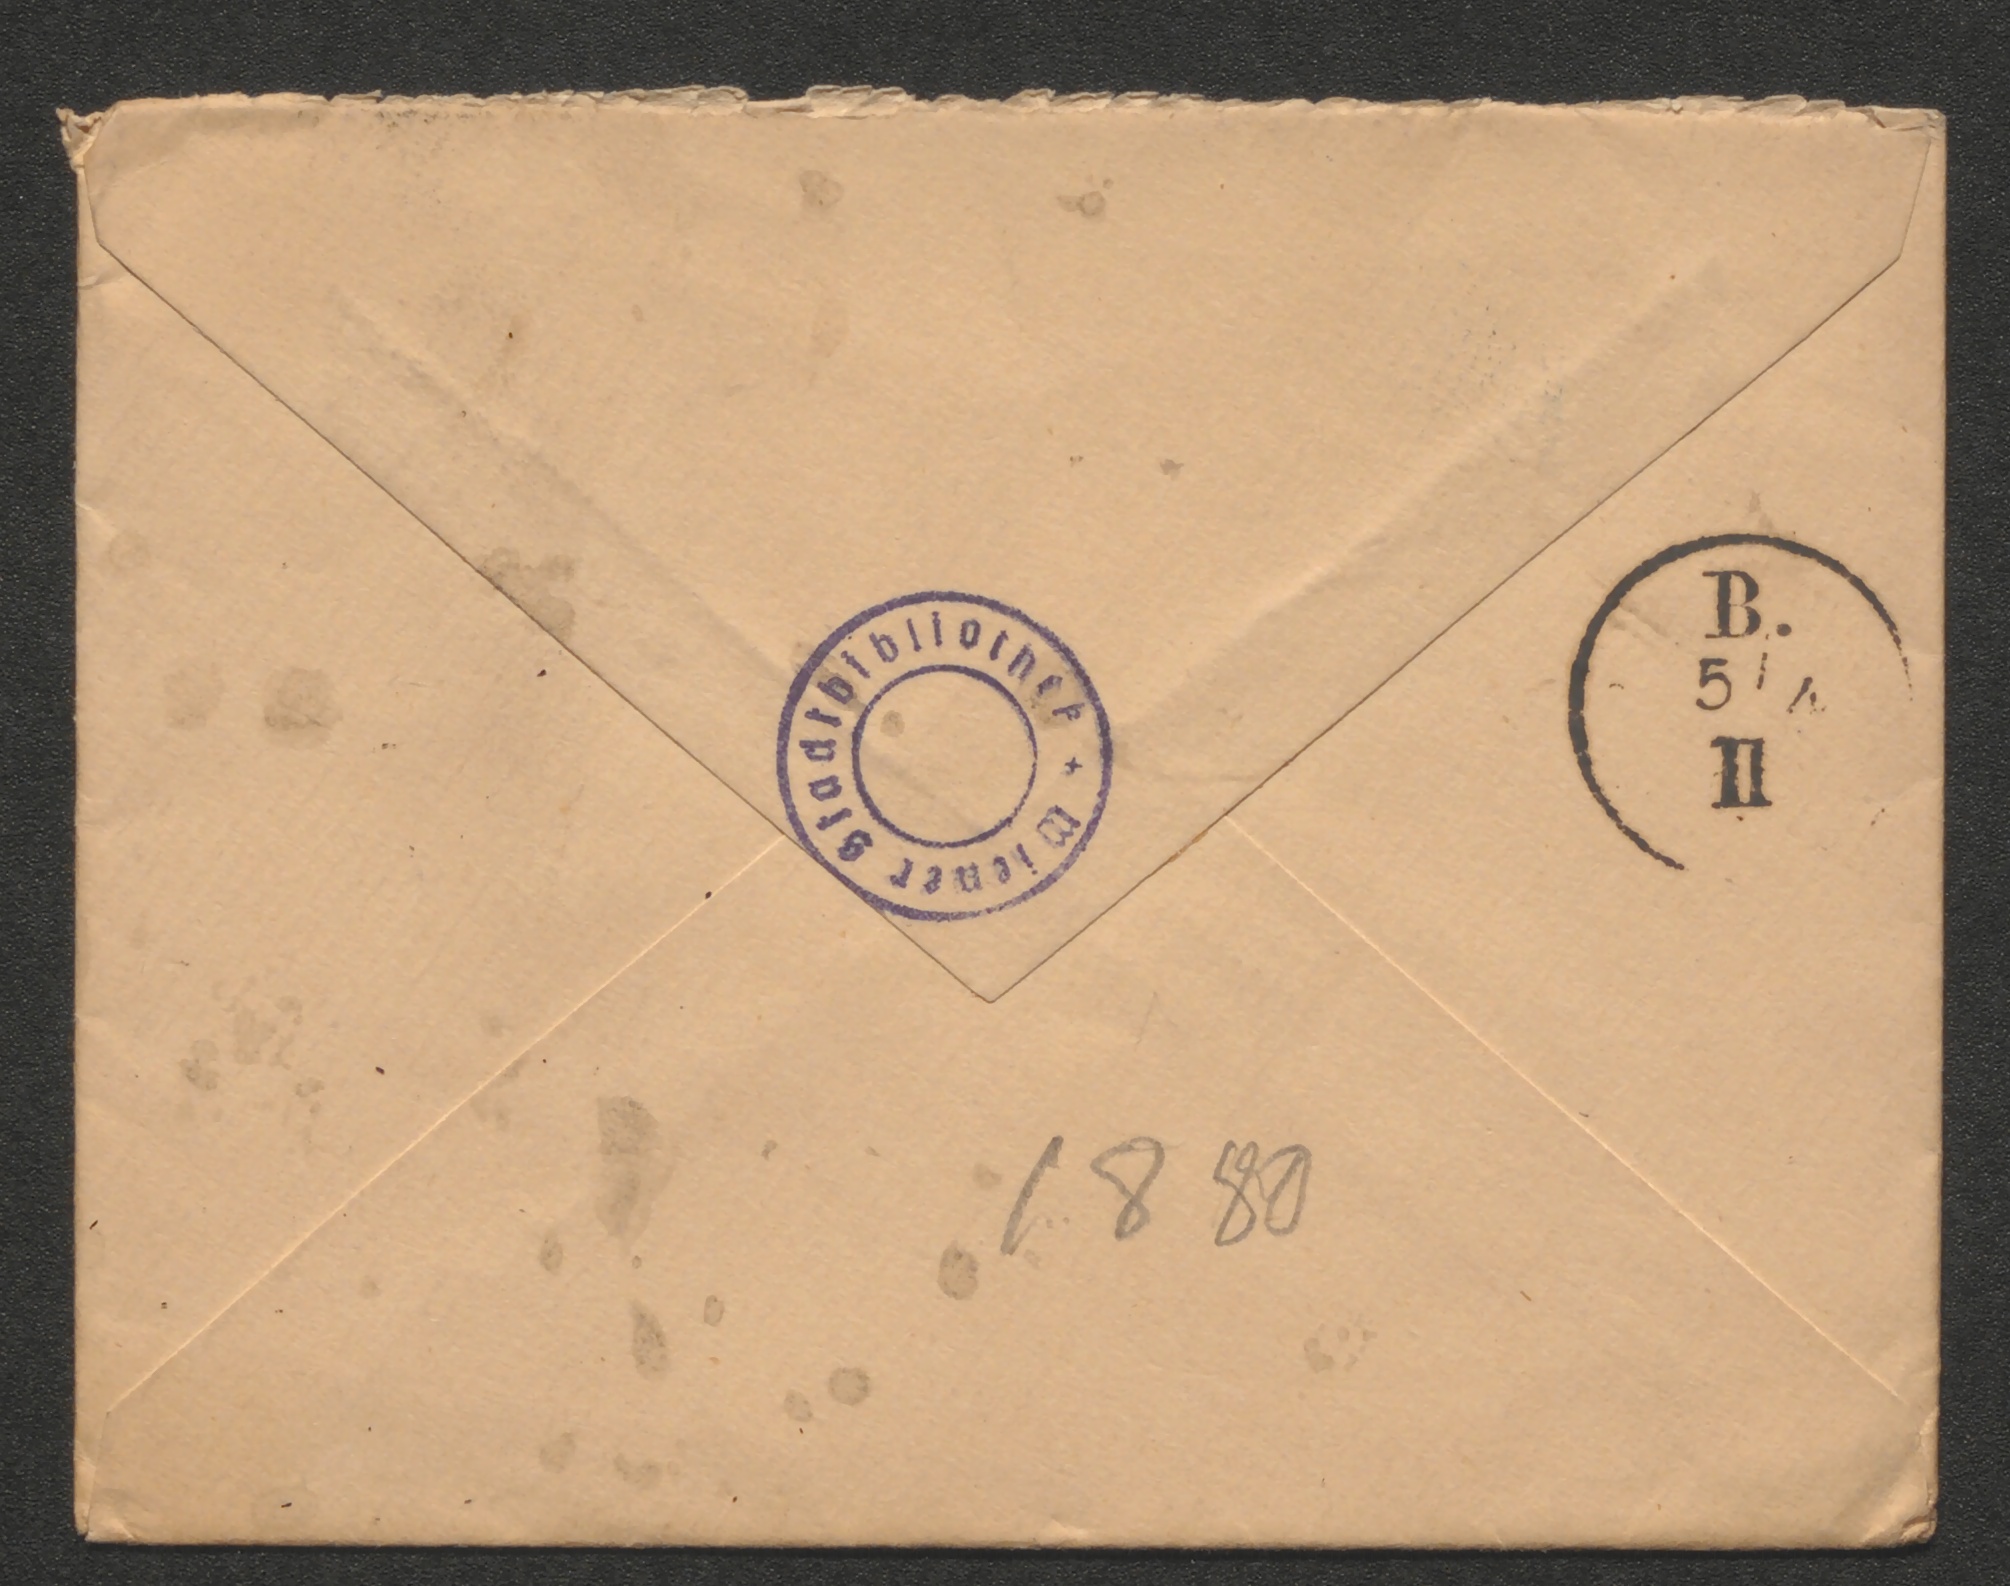 Wiener Stadtbibliothek
B.
5
II
1880